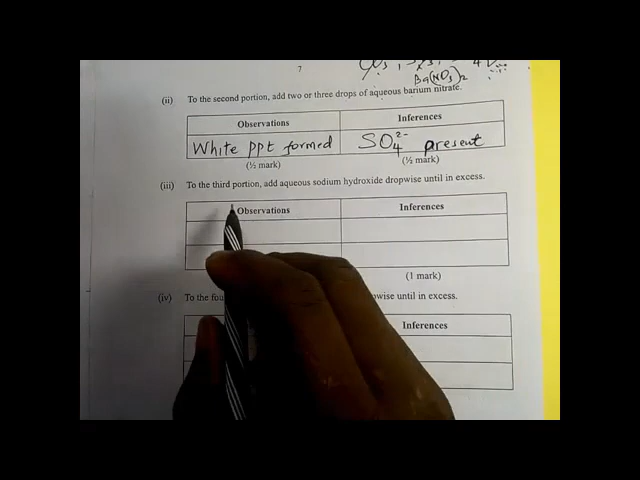 7
Ba(NO3)2
(ii) To the second portion, add two or three drops of aqueous barium nitrate.
Observations Inferences
White ppt formed SO4²⁻ present
(½ mark) (½ mark)
(iii) To the third portion, add aqueous sodium hydroxide dropwise until in excess.
Observations Inferences
(1 mark)
(iv) To the fou wise until in excess.
Inferences